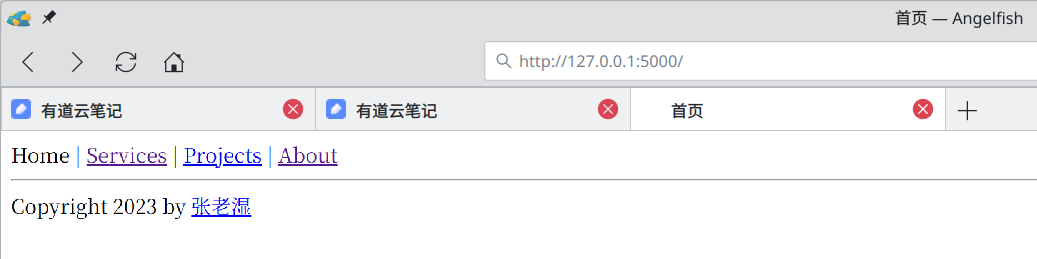 首页 — Angelfish
http://127.0.0.1:5000/
有道云笔记 有道云笔记 首页
Home | Services | Projects | About
Copyright 2023 by 张老湿